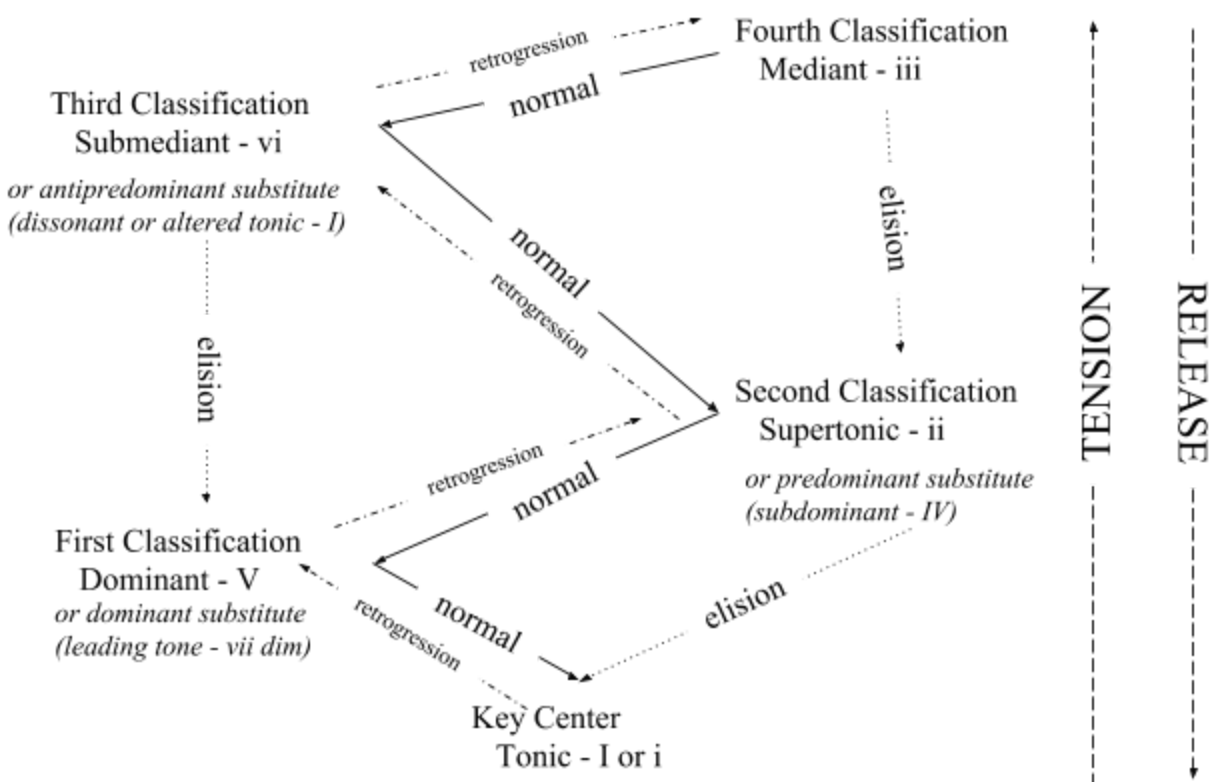 retrogression
Fourth Classification
Mediant - iii
normal
Third Classification
Submediant - vi
or antipredominant substitute
(dissonant or altered tonic - I)
elision
normal
retrogression
elision
TENSION
RELEASE
Second Classification
Supertonic - ii
or predominant substitute
(subdominant - IV)
retrogression
normal
First Classification
Dominant - V
or dominant substitute
(leading tone - vii dim)
elision
normal
retrogression
Key Center
Tonic - I or i